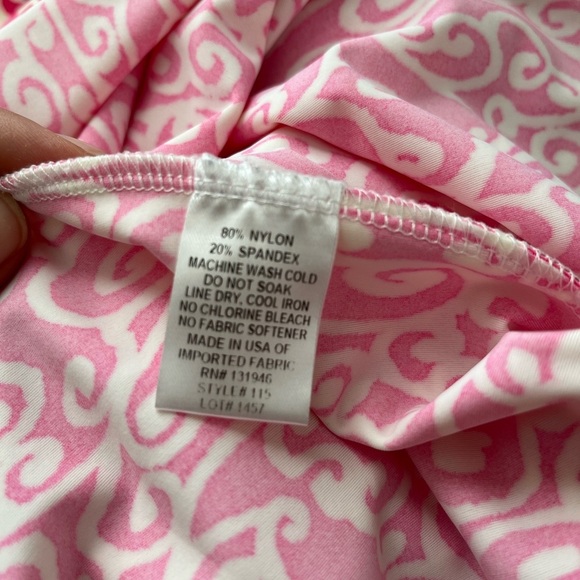 80% NYLON
20% SPANDEX
MACHINE WASH COLD
DO NOT SOAK
LINE DRY, COOL IRON
NO CHLORINE BLEACH
NO FABRIC SOFTENER
MADE IN USA OF
IMPORTED FABRIC
RN# 131946
STYLE# 115
LOT# 1457